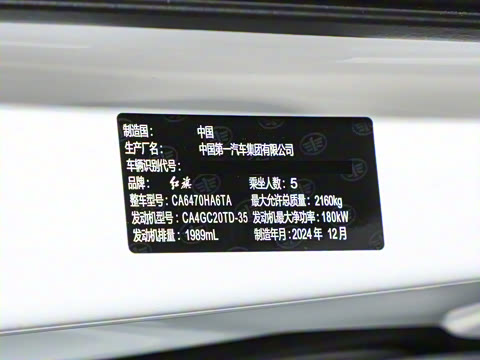 制造国： 中国
生产厂名： 中国第一汽车集团有限公司
车辆识别代号：
品牌： 红旗 乘坐人数：5
整车型号：CA6470HA6TA 最大允许总质量：2160kg
发动机型号：CA4GC20TD-35 发动机最大净功率：180kW
发动机排量：1989mL 制造年月：2024年 12月